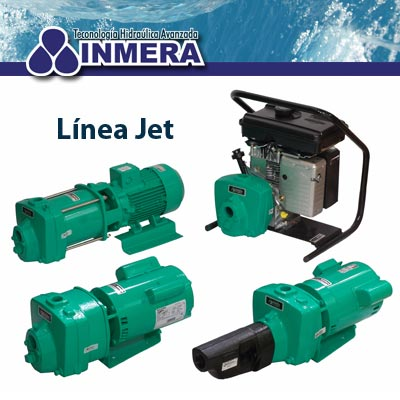 Tecnología Hidráulica Avanzada
INMERA
Línea Jet